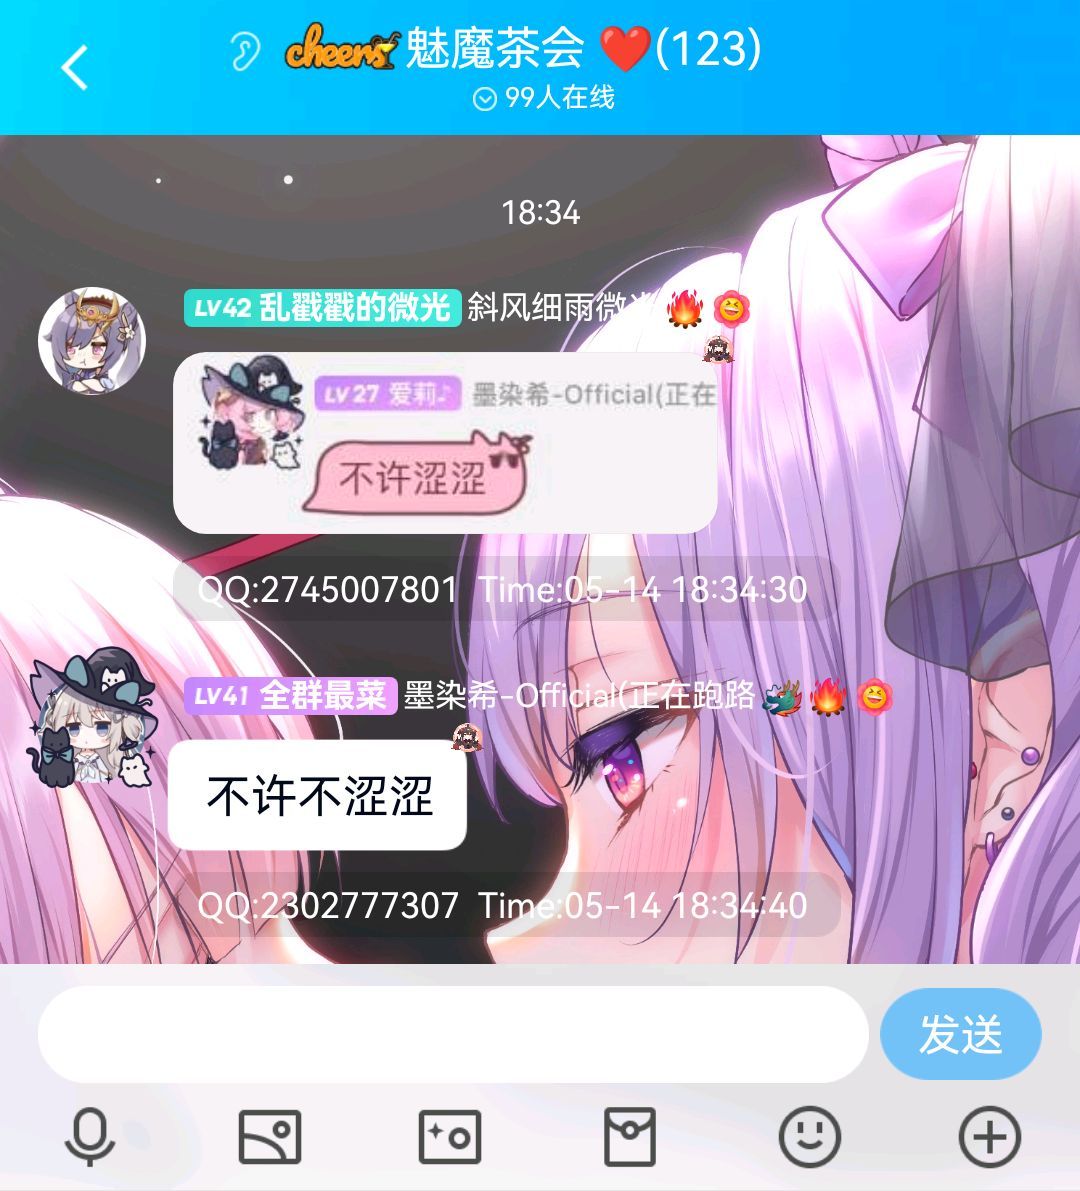 cheers 魅魔茶会 ❤️(123)
99人在线
18:34
LV42 乱戳戳的微光 斜风细雨微
LV27 爱莉♪ 墨染希-Official(正在
不许涩涩
QQ:2745007801 Time:05-14 18:34:30
LV41 全群最菜 墨染希-Official(正在跑路
不许不涩涩
QQ:2302777307 Time:05-14 18:34:40
发送